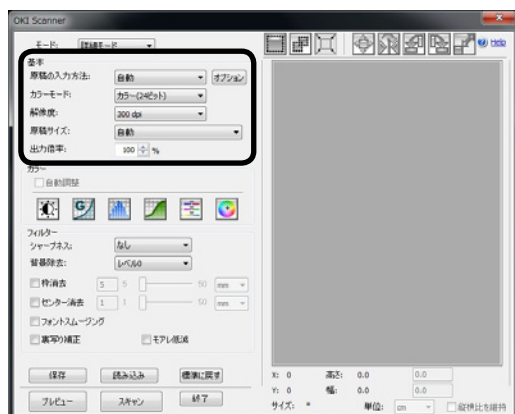 OKI Scanner
モード: 詳細モード
Help
基本
原稿の入力方法: 自動 オプション
カラーモード: カラー(24ビット)
解像度: 300 dpi
原稿サイズ: 自動
出力倍率: 100 %
カラー
自動調整
フィルター
シャープネス: なし
背景除去: レベル0
枠消去 5 5 50 mm
センター消去 1 1 50 mm
フォントスムージング
裏写り補正 モアレ低減
保存 読み込み 標準に戻す
プレビュー スキャン 終了
X: 0 高さ: 0.0 0.0
Y: 0 幅: 0.0 0.0
サイズ: 単位: cm 縦横比を維持